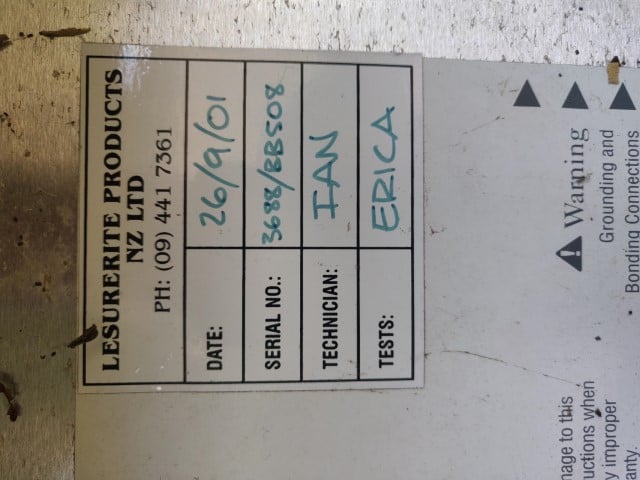 LESURERITE PRODUCTS
NZ LTD
PH: (09) 441 7361
DATE: 26/9/01
SERIAL NO.: 3688/BB508
TECHNICIAN: IAN
TESTS: ERICA
Warning
Grounding and
Bonding Connections
mage to this
uctions when
y improper
anty.